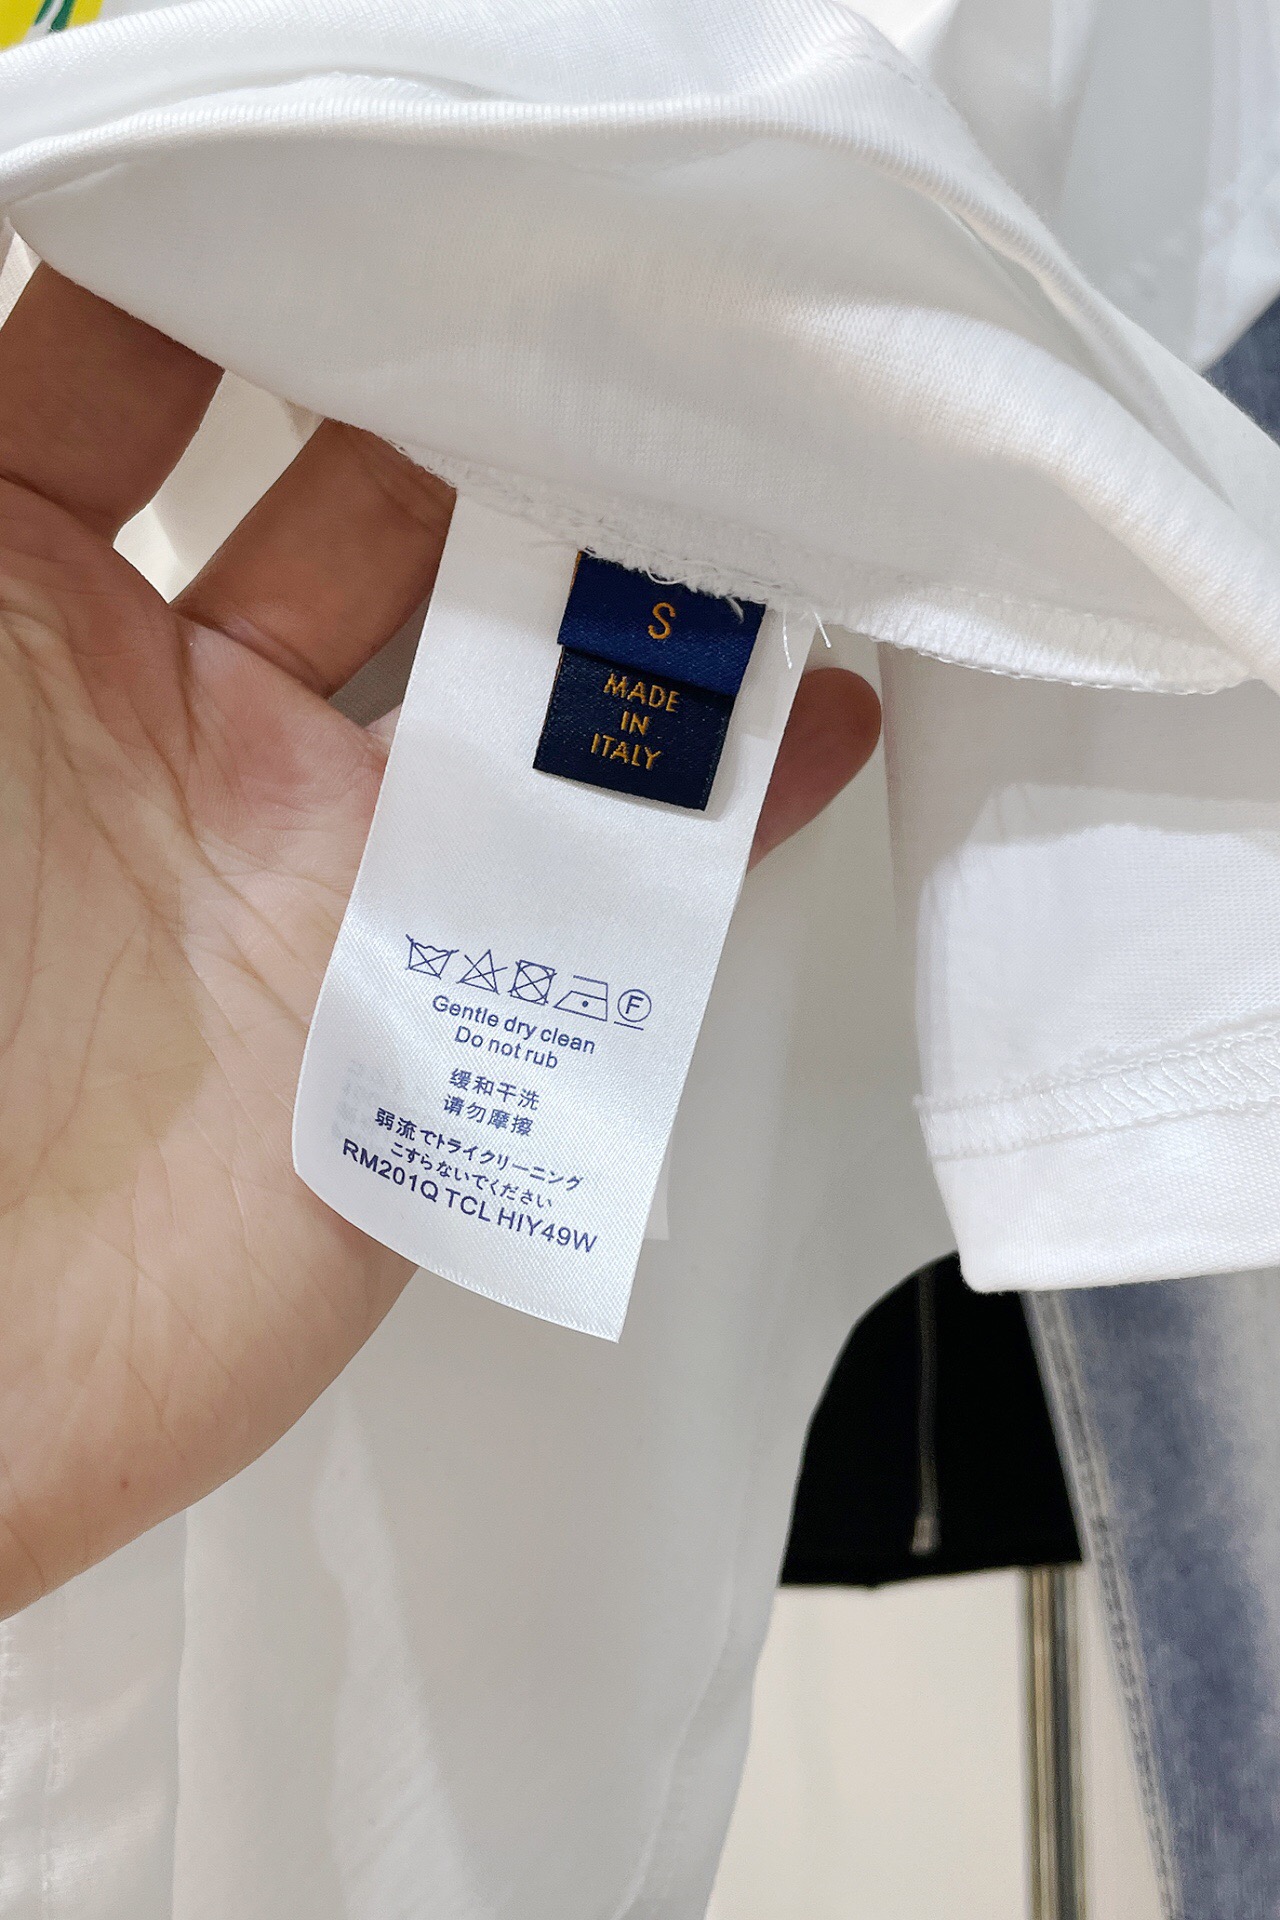 S
MADE
IN
ITALY
F
Gentle dry clean
Do not rub
缓和干洗
请勿摩擦
弱流でトライクリーニング
こすらないでください
RM201Q TCL HIY49W